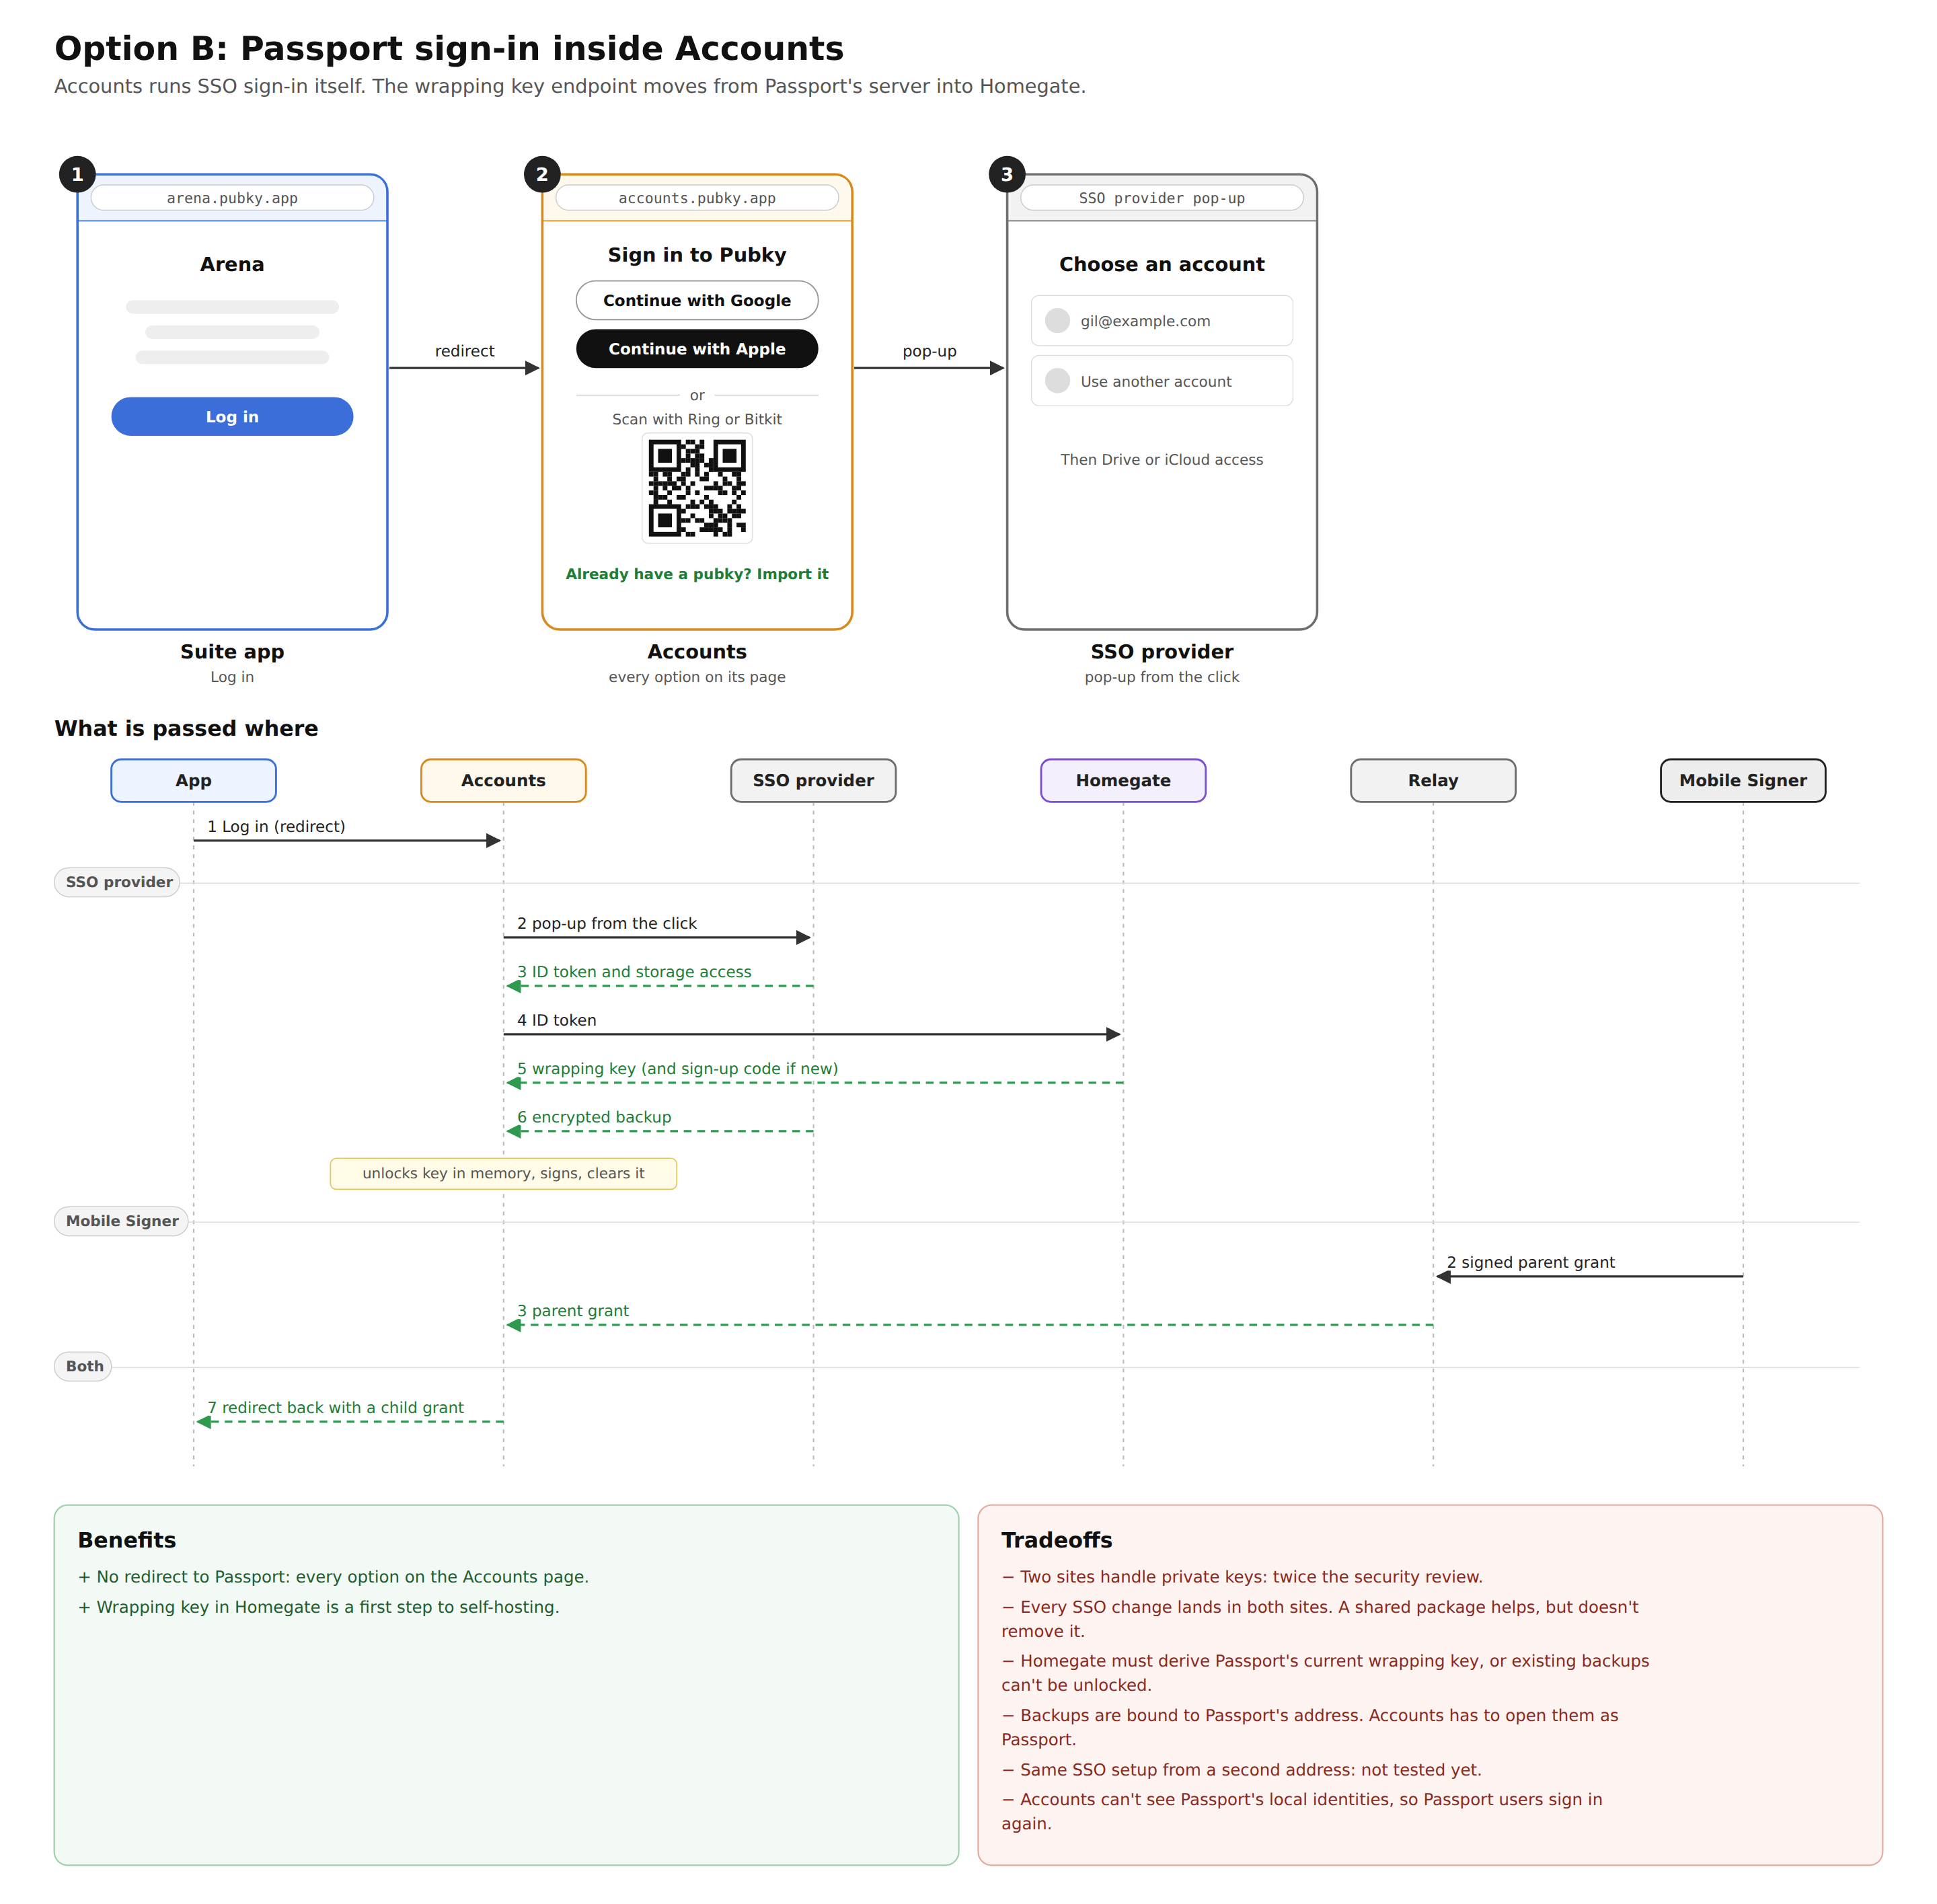 Option B: Passport sign-in inside Accounts
Accounts runs SSO sign-in itself. The wrapping key endpoint moves from Passport's server into Homegate.
1
arena.pubky.app
Arena
Log in
Suite app
Log in
redirect
2
accounts.pubky.app
Sign in to Pubky
Continue with Google
Continue with Apple
or
Scan with Ring or Bitkit
Already have a pubky? Import it
Accounts
every option on its page
pop-up
3
SSO provider pop-up
Choose an account
gil@example.com
Use another account
Then Drive or iCloud access
SSO provider
pop-up from the click
What is passed where
App
Accounts
SSO provider
Homegate
Relay
Mobile Signer
1 Log in (redirect)
SSO provider
2 pop-up from the click
3 ID token and storage access
4 ID token
5 wrapping key (and sign-up code if new)
6 encrypted backup
unlocks key in memory, signs, clears it
Mobile Signer
2 signed parent grant
3 parent grant
Both
7 redirect back with a child grant
Benefits
+ No redirect to Passport: every option on the Accounts page.
+ Wrapping key in Homegate is a first step to self-hosting.
Tradeoffs
− Two sites handle private keys: twice the security review.
− Every SSO change lands in both sites. A shared package helps, but doesn't
remove it.
− Homegate must derive Passport's current wrapping key, or existing backups
can't be unlocked.
− Backups are bound to Passport's address. Accounts has to open them as
Passport.
− Same SSO setup from a second address: not tested yet.
− Accounts can't see Passport's local identities, so Passport users sign in
again.